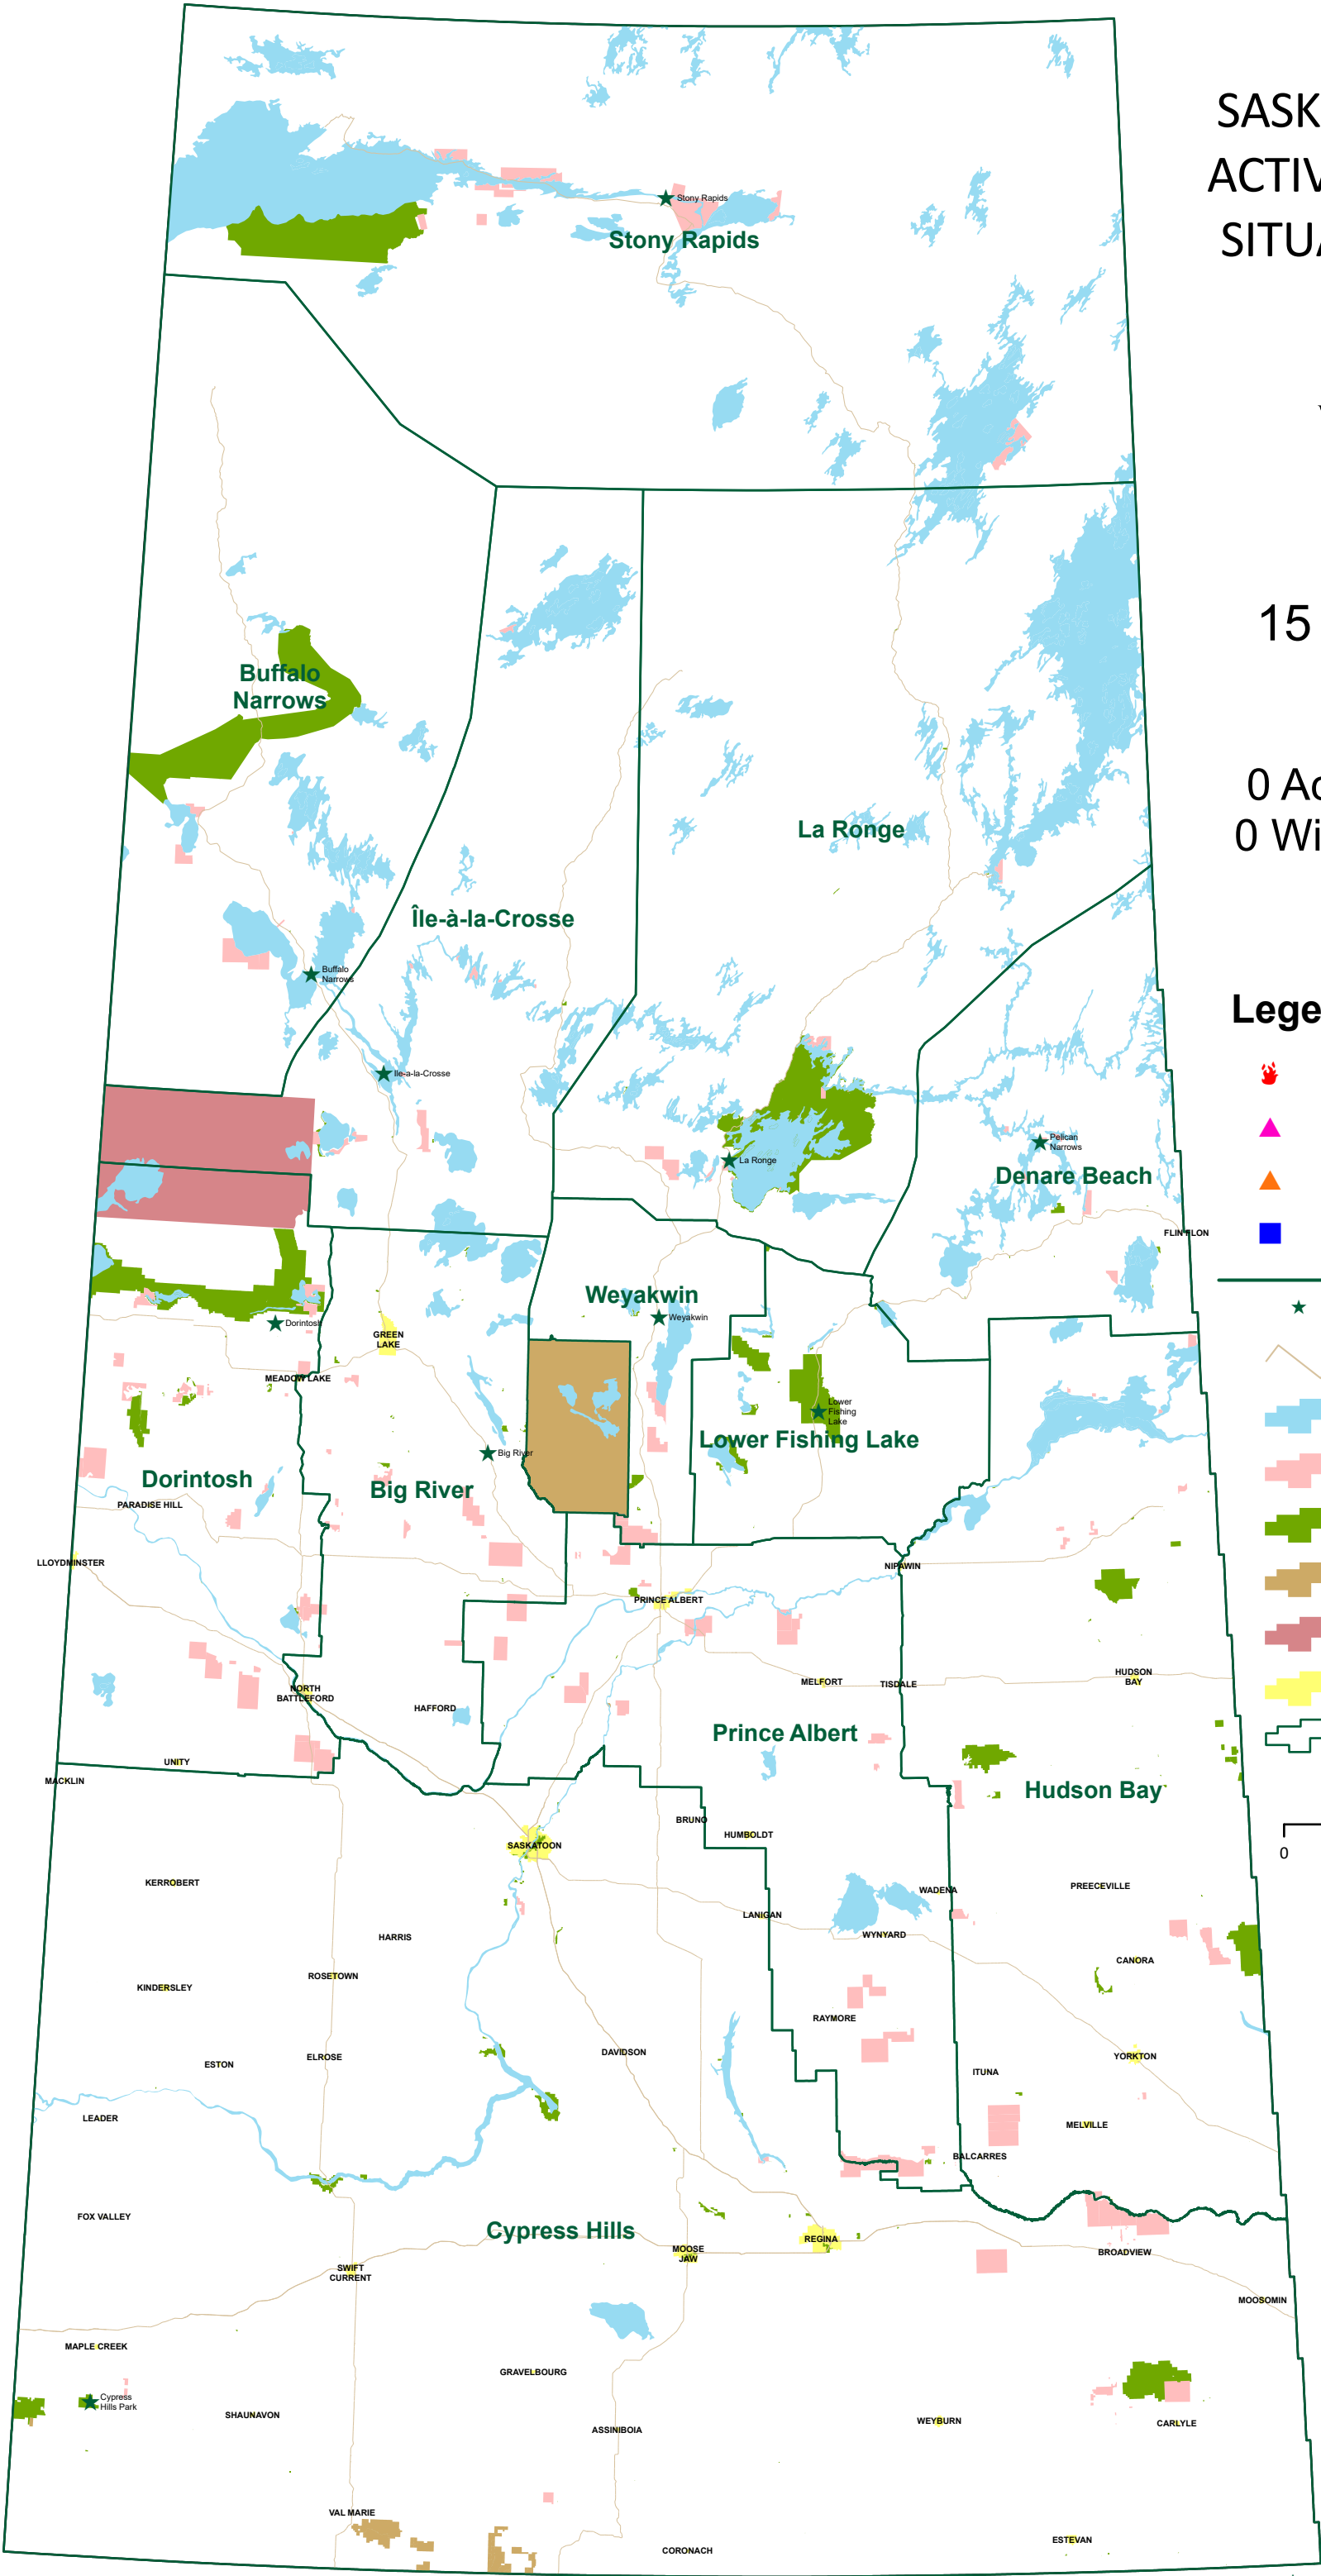 SASK
ACTIV
SITUA
Stony Rapids
Stony Rapids
15
Buffalo
Narrows
0 Ac
0 Wi
La Ronge
Île-à-la-Crosse
Buffalo
Narrows
Lege
Ile-a-la-Crosse
Pelican
Narrows
La Ronge
Denare Beach
FLIN FLON
Weyakwin
Weyakwin
Dorintosh
GREEN
LAKE
MEADOW LAKE
Lower
Fishing
Lake
Lower Fishing Lake
Big River
Dorintosh
Big River
PARADISE HILL
LLOYDMINSTER
NIPAWIN
PRINCE ALBERT
HUDSON
BAY
MELFORT
TISDALE
NORTH
BATTLEFORD
HAFFORD
Prince Albert
UNITY
MACKLIN
Hudson Bay
BRUNO
HUMBOLDT
SASKATOON
0
KERROBERT
PREECEVILLE
WADENA
LANIGAN
WYNYARD
HARRIS
CANORA
ROSETOWN
KINDERSLEY
RAYMORE
DAVIDSON
YORKTON
ELROSE
ESTON
ITUNA
LEADER
MELVILLE
BALCARRES
FOX VALLEY
Cypress Hills
REGINA
MOOSE
JAW
BROADVIEW
SWIFT
CURRENT
MOOSOMIN
MAPLE CREEK
GRAVELBOURG
Cypress
Hills Park
SHAUNAVON
WEYBURN
CARLYLE
ASSINIBOIA
VAL MARIE
ESTEVAN
CORONACH